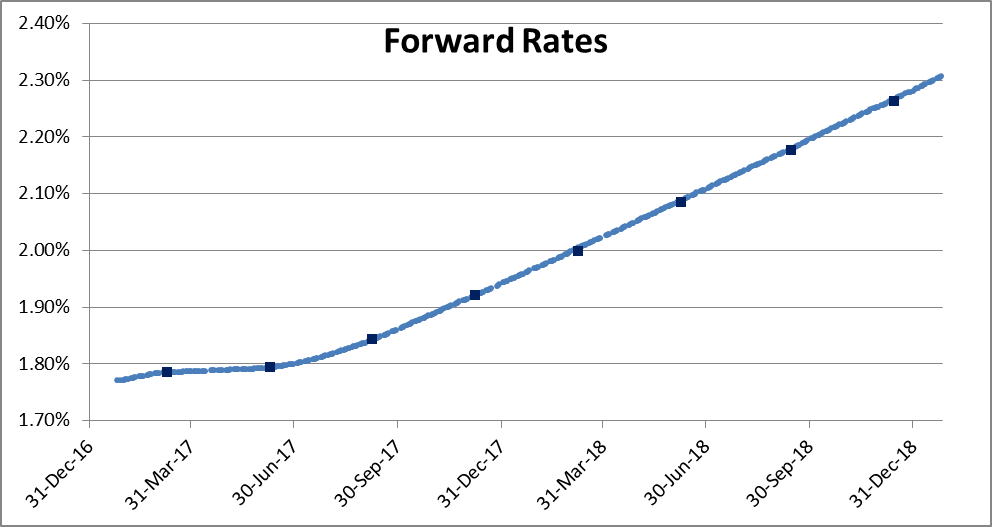 Forward Rates
2.40%
2.30%
2.20%
2.10%
2.00%
1.90%
1.80%
1.70%
31-Dec-16
31-Mar-17
30-Jun-17
30-Sep-17
31-Dec-17
31-Mar-18
30-Jun-18
30-Sep-18
31-Dec-18